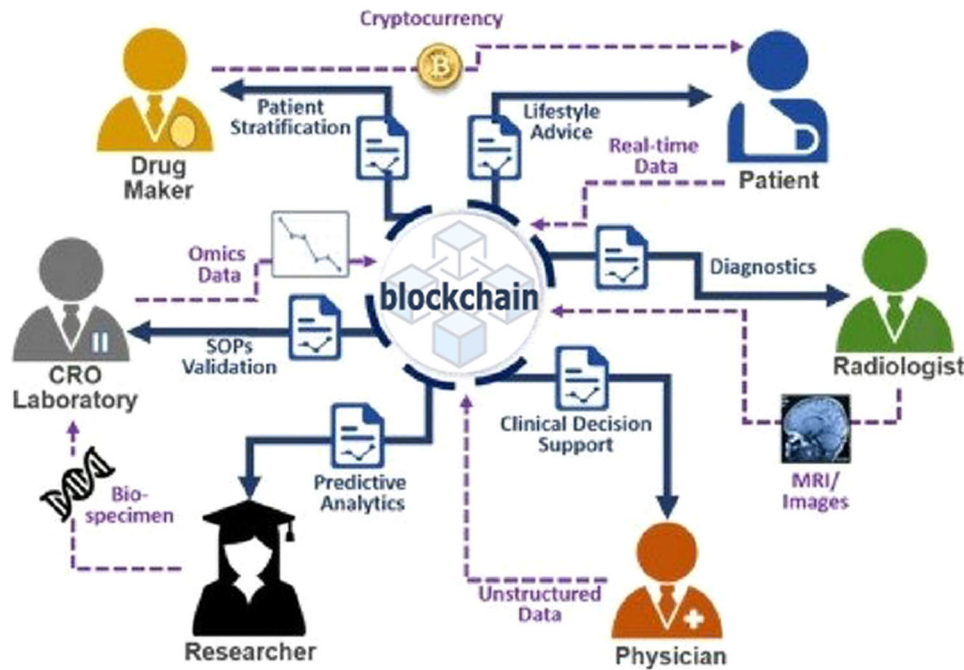 Cryptocurrency
Patient
Stratification
Lifestyle
Advice
Drug
Maker
Real-time
Data
Patient
Omics
Data
Diagnostics
blockchain
SOPs
Validation
CRO
Laboratory
Radiologist
Clinical Decision
Support
MRI/
Images
Predictive
Analytics
Bio-
specimen
Unstructured
Data
Researcher
Physician